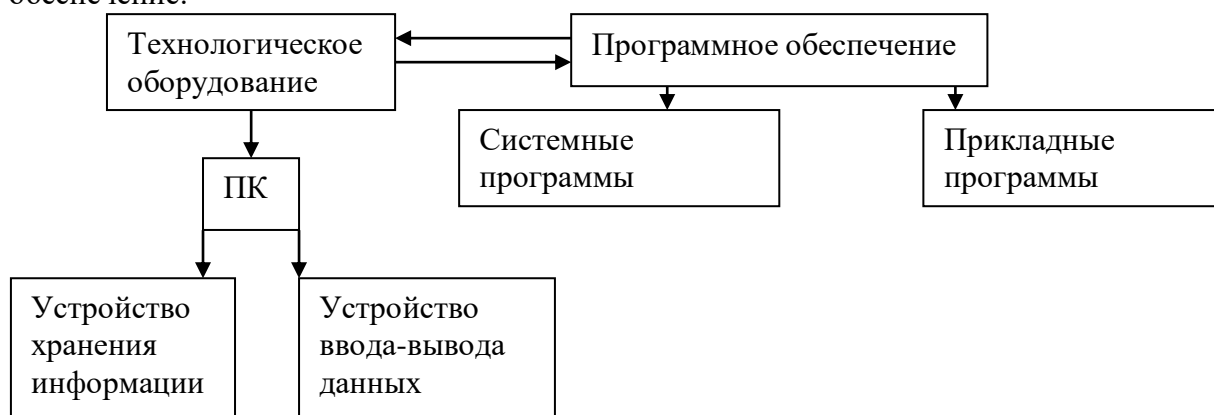 обеспечение.
Технологическое
оборудование
Программное обеспечение
Системные
программы
Прикладные
программы
ПК
Устройство
хранения
информации
Устройство
ввода-вывода
данных